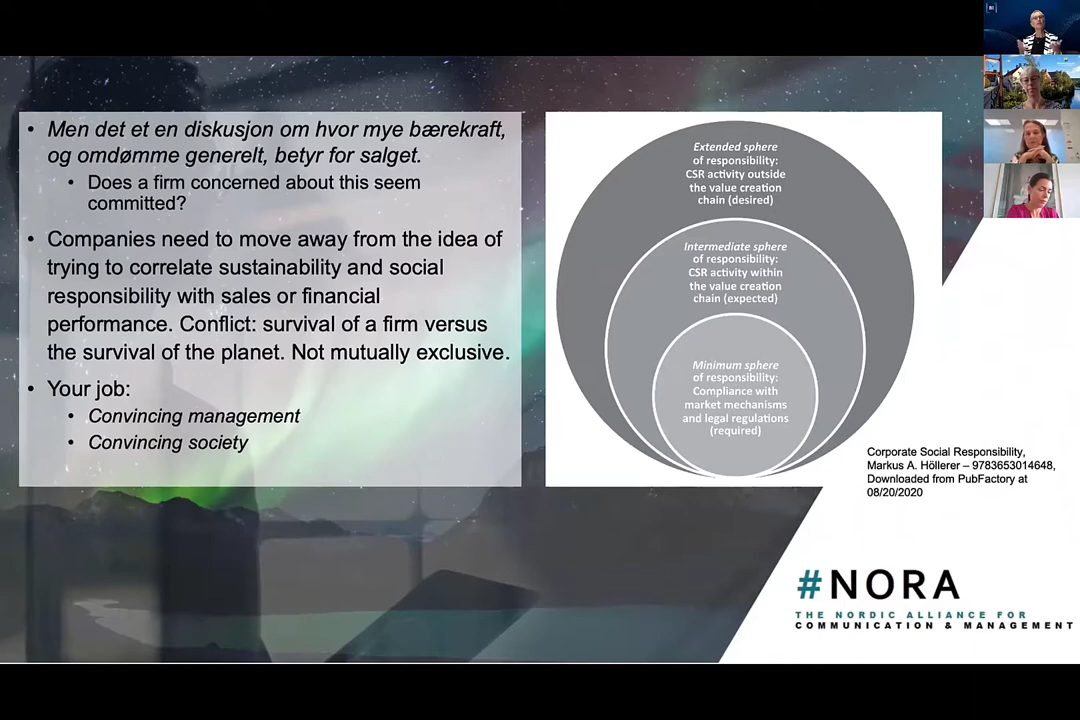 • Men det et en diskusjon om hvor mye bærekraft,
og omdømme generelt, betyr for salget.
• Does a firm concerned about this seem
committed?
• Companies need to move away from the idea of
trying to correlate sustainability and social
responsibility with sales or financial
performance. Conflict: survival of a firm versus
the survival of the planet. Not mutually exclusive.
• Your job:
• Convincing management
• Convincing society
Extended sphere
of responsibility:
CSR activity outside
the value creation
chain (desired)
Intermediate sphere
of responsibility:
CSR activity within
the value creation
chain (expected)
Minimum sphere
of responsibility:
Compliance with
market mechanisms
and legal regulations
(required)
Corporate Social Responsibility,
Markus A. Höllerer – 9783653014648,
Downloaded from PubFactory at
08/20/2020
#NORA
THE NORDIC ALLIANCE FOR
COMMUNICATION & MANAGEMENT
BI